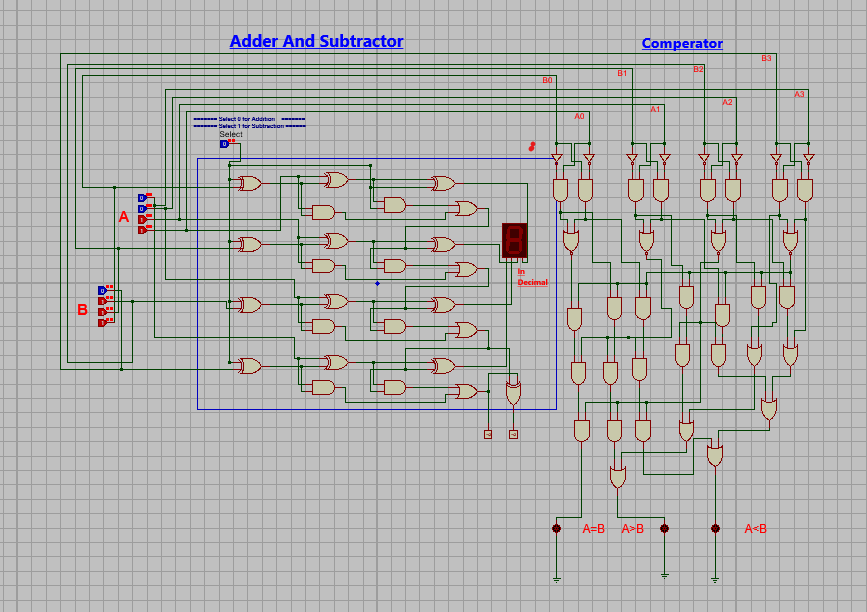 Adder And Subtractor
Comperator
B3
B2
B1
B0
A3
A2
A1
A0
======= Select 0 for Addition =======
======= Select 1 for Subtraction ======
Select
A
B
In
Decimal
A=B
A>B
A<B